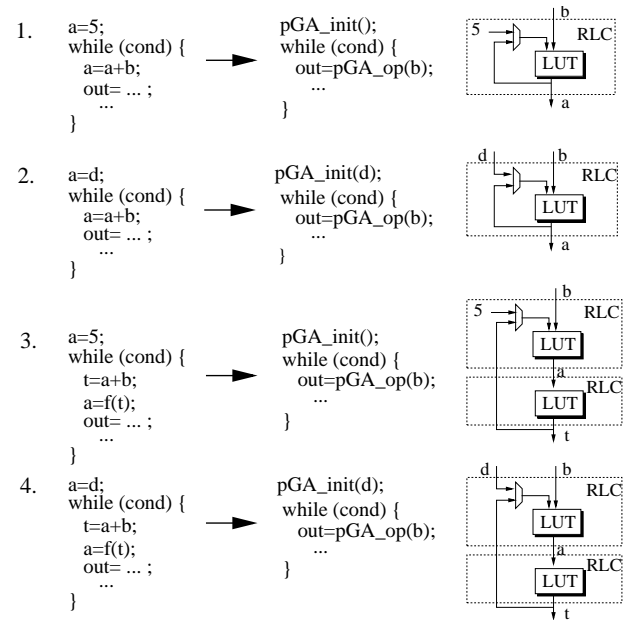 1.
a=5;
while (cond) {
a=a+b;
out= ... ;
...
}
pGA_init();
while (cond) {
out=pGA_op(b);
...
}
b
5
RLC
LUT
a
2.
a=d;
while (cond) {
a=a+b;
out= ... ;
...
}
pGA_init(d);
while (cond) {
out=pGA_op(b);
...
}
d
b
RLC
LUT
a
3.
a=5;
while (cond) {
t=a+b;
a=f(t);
out= ... ;
...
}
pGA_init();
while (cond) {
out=pGA_op(b);
...
}
b
5
RLC
LUT
a
RLC
LUT
t
4.
a=d;
while (cond) {
t=a+b;
a=f(t);
out= ... ;
...
}
pGA_init(d);
while (cond) {
out=pGA_op(b);
...
}
d
b
RLC
LUT
a
RLC
LUT
t